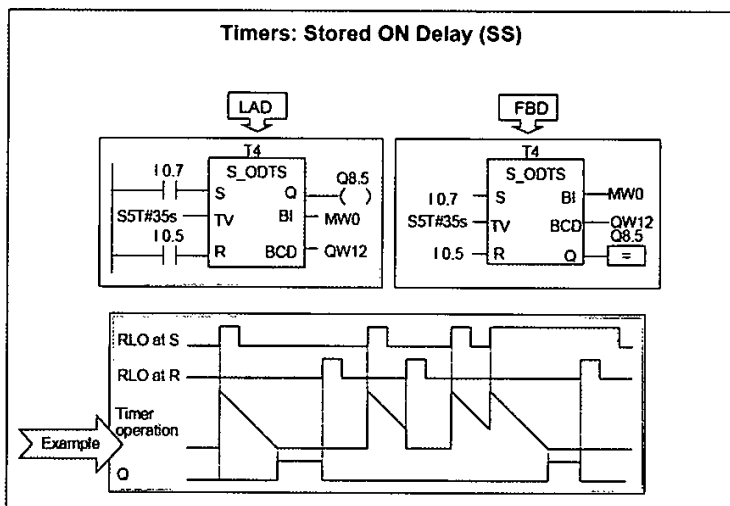 Timers: Stored ON Delay (SS)
LAD
FBD
T4
S_ODTS
I 0.7
S
Q
Q8.5
( )
S5T#35s
TV
BI
MW0
I 0.5
R
BCD
QW12
T4
S_ODTS
I 0.7
S
BI
MW0
S5T#35s
TV
BCD
QW12
Q8.5
I 0.5
R
Q
=
RLO at S
RLO at R
Timer
operation
Example
Q